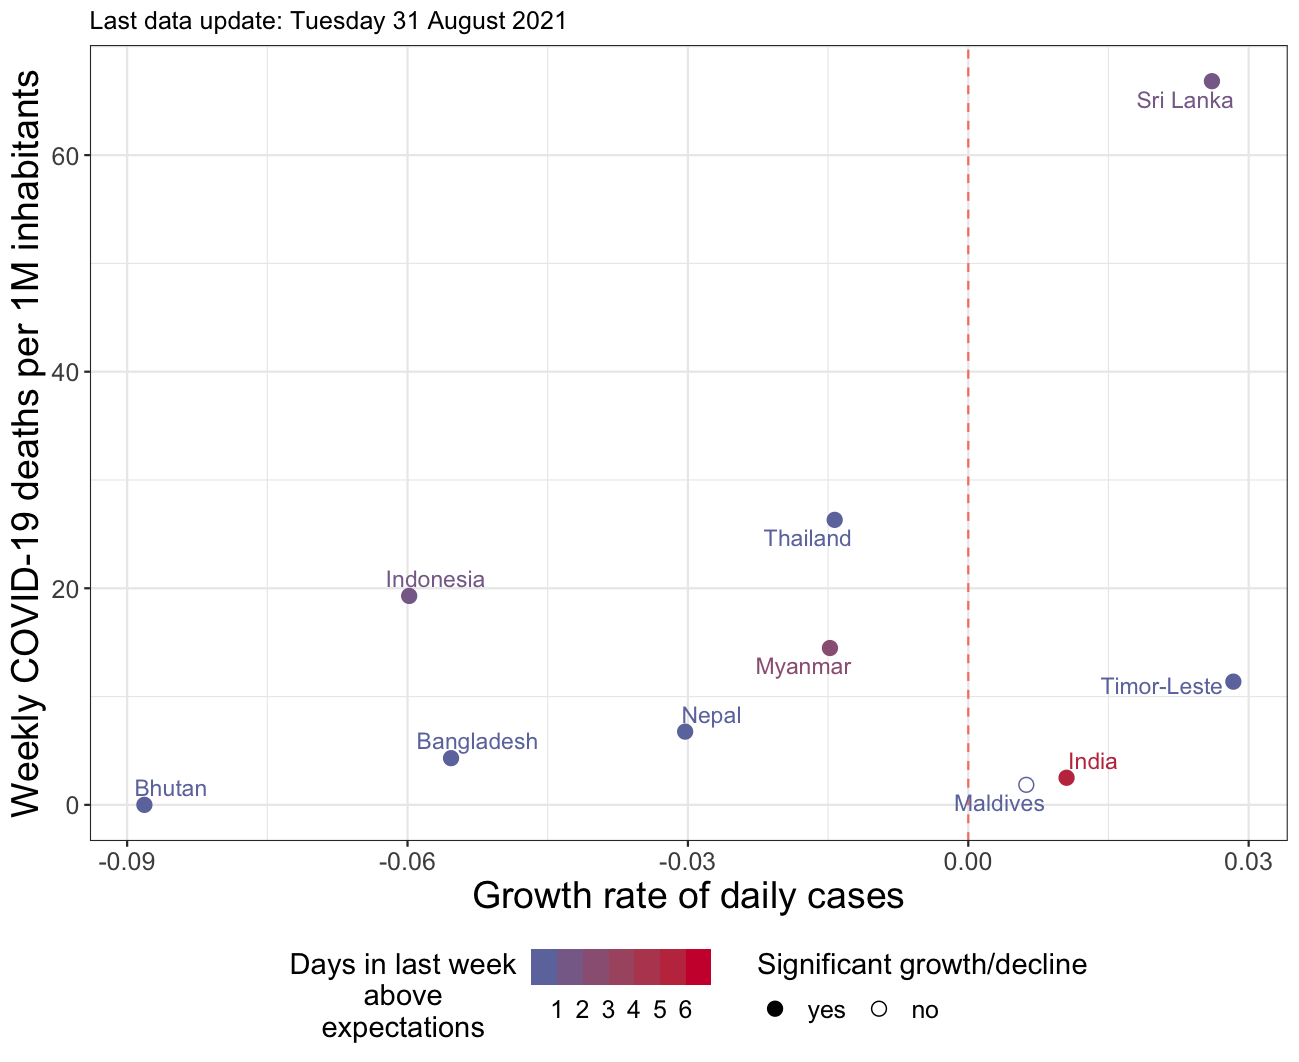 Last data update: Tuesday 31 August 2021
Weekly COVID-19 deaths per 1M inhabitants
60
40
20
0
Sri Lanka
Thailand
Indonesia
Myanmar
Timor-Leste
Nepal
Bangladesh
India
Bhutan
Maldives
-0.09 -0.06 -0.03 0.00 0.03
Growth rate of daily cases
Days in last week
above
expectations
1 2 3 4 5 6
Significant growth/decline
yes no